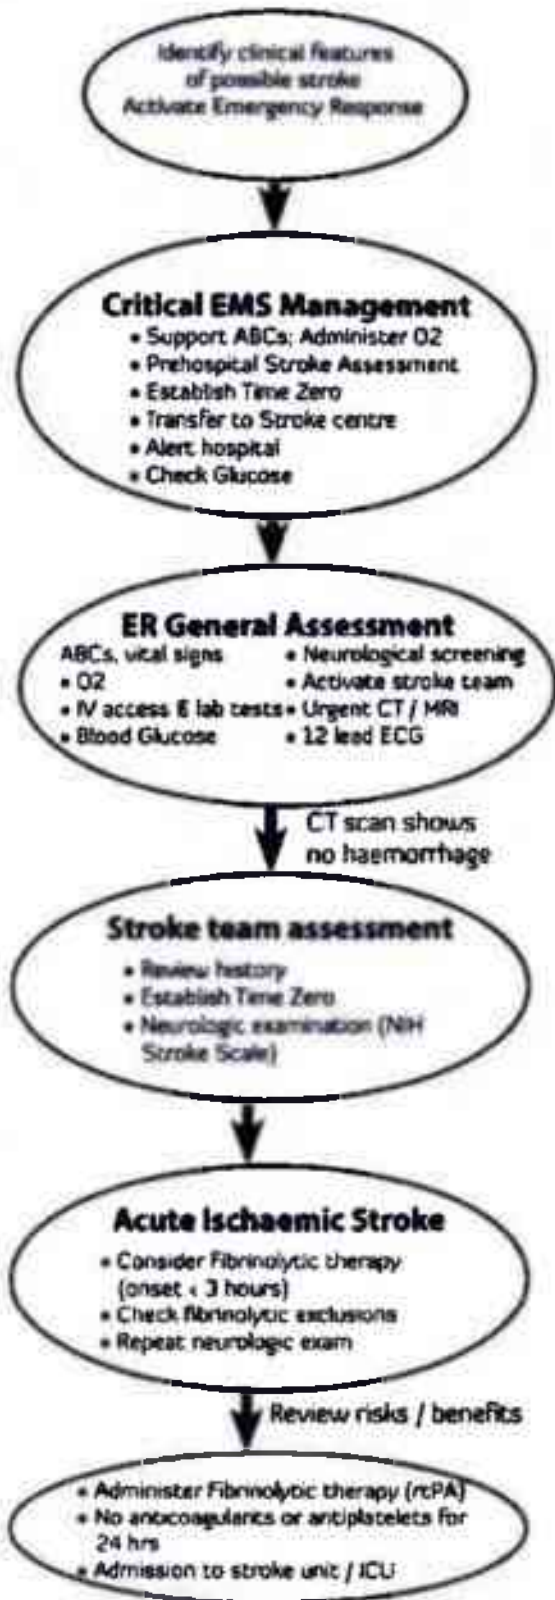 Identify clinical features
of possible stroke
Activate Emergency Response
Critical EMS Management
• Support ABCs; Administer O2
• Prehospital Stroke Assessment
• Establish Time Zero
• Transfer to Stroke centre
• Alert hospital
• Check Glucose
ER General Assessment
ABCs, vital signs
• O2
• IV access & lab tests
• Blood Glucose
• Neurological screening
• Activate stroke team
• Urgent CT / MRI
• 12 lead ECG
CT scan shows
no haemorrhage
Stroke team assessment
• Review history
• Establish Time Zero
• Neurologic examination (NIH
Stroke Scale)
Acute Ischaemic Stroke
• Consider Fibrinolytic therapy
(onset < 3 hours)
• Check fibrinolytic exclusions
• Repeat neurologic exam
Review risks / benefits
• Administer Fibrinolytic therapy (rtPA)
• No anticoagulants or antiplatelets for
24 hrs
• Admission to stroke unit / ICU